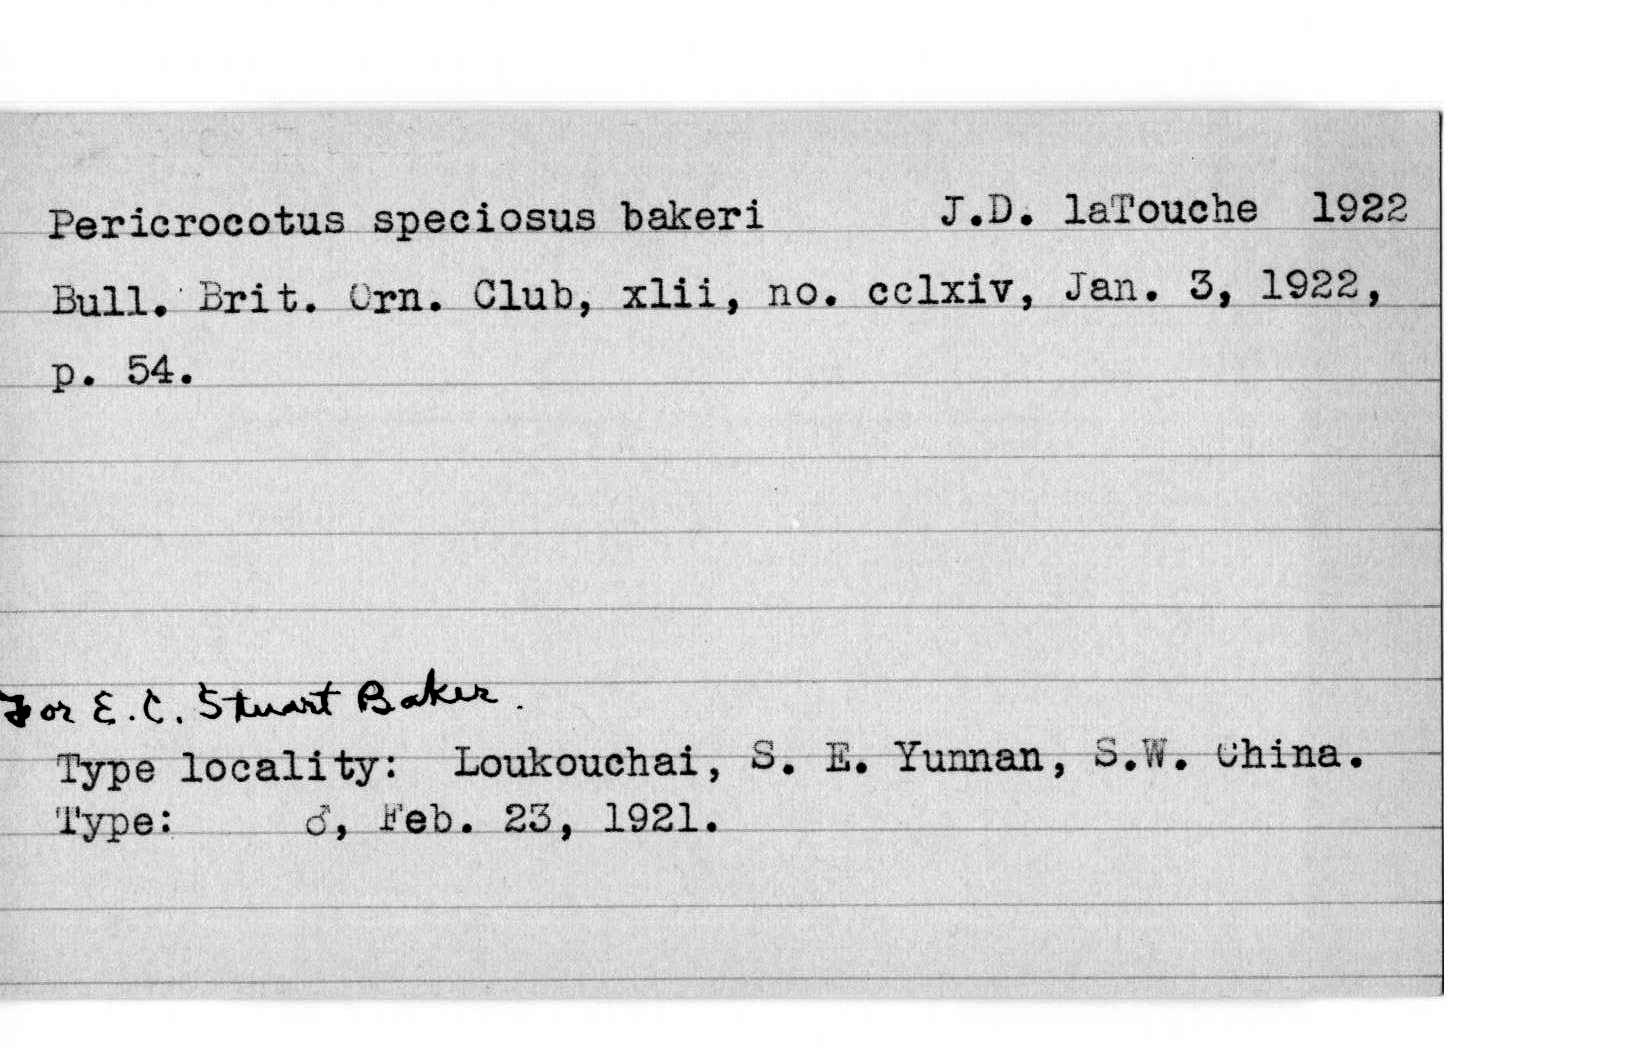 Pericrocotus speciosus bakeri J.D. laTouche 1922
Bull. Brit. Orn. Club, xlii, no. cclxiv, Jan. 3, 1922,
p. 54.
For E. C. Stuart Baker.
Type locality: Loukouchai, S. E. Yunnan, S.W. China.
Type: ♂, Feb. 23, 1921.